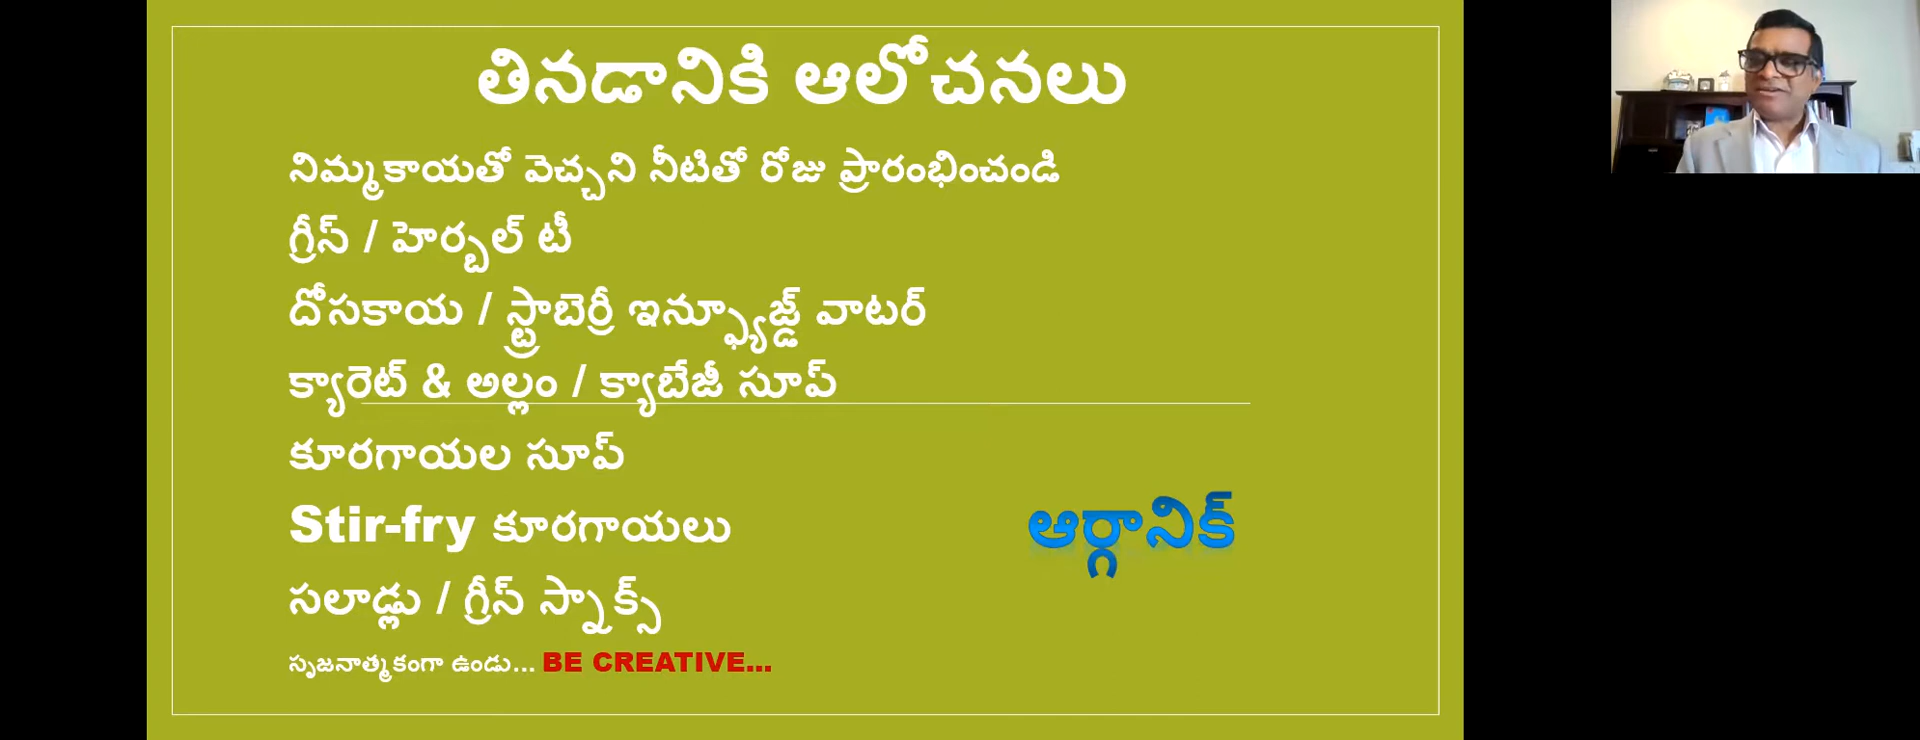 తినడానికి ఆలోచనలు
నిమ్మకాయతో వెచ్చని నీటితో రోజు ప్రారంభించండి
గ్రీన్ / హెర్బల్ టీ
దోసకాయ / స్ట్రాబెర్రీ ఇన్ఫ్యూజ్డ్ వాటర్
క్యారెట్ & అల్లం / క్యాబేజీ సూప్
కూరగాయల సూప్
Stir-fry కూరగాయలు
ఆర్గానిక్
సలాడ్లు / గ్రీన్ స్నాక్స్
సృజనాత్మకంగా ఉండు... BE CREATIVE...